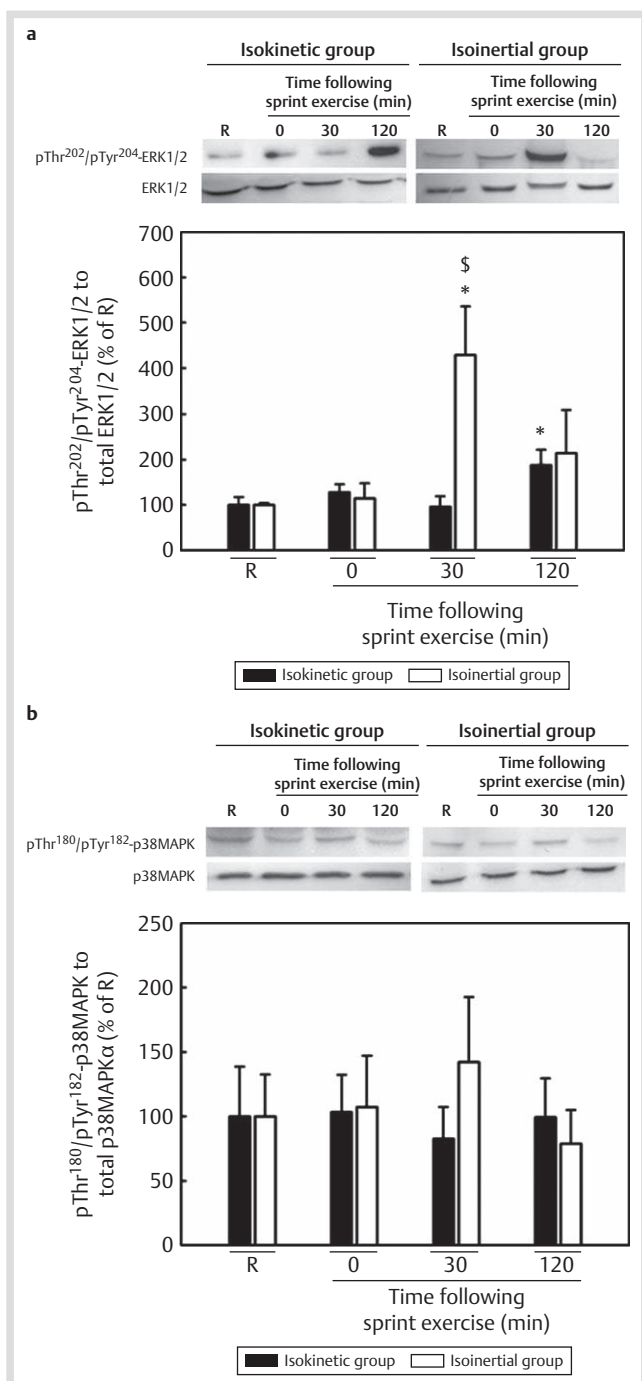 a
Isokinetic group Isoinertial group
Time following Time following
sprint exercise (min) sprint exercise (min)
R 0 30 120 R 0 30 120
pThr²⁰²/pTyr²⁰⁴-ERK1/2
ERK1/2
pThr²⁰²/pTyr²⁰⁴-ERK1/2 to
total ERK1/2 (% of R)
700
600
$
500
*
400
300
200
*
100
0
R 0 30 120
Time following
sprint exercise (min)
Isokinetic group Isoinertial group
b
Isokinetic group Isoinertial group
Time following Time following
sprint exercise (min) sprint exercise (min)
R 0 30 120 R 0 30 120
pThr¹⁸⁰/pTyr¹⁸²-p38MAPK
p38MAPK
pThr¹⁸⁰/pTyr¹⁸²-p38MAPK to
total p38MAPKα (% of R)
250
200
150
100
50
0
R 0 30 120
Time following
sprint exercise (min)
Isokinetic group Isoinertial group